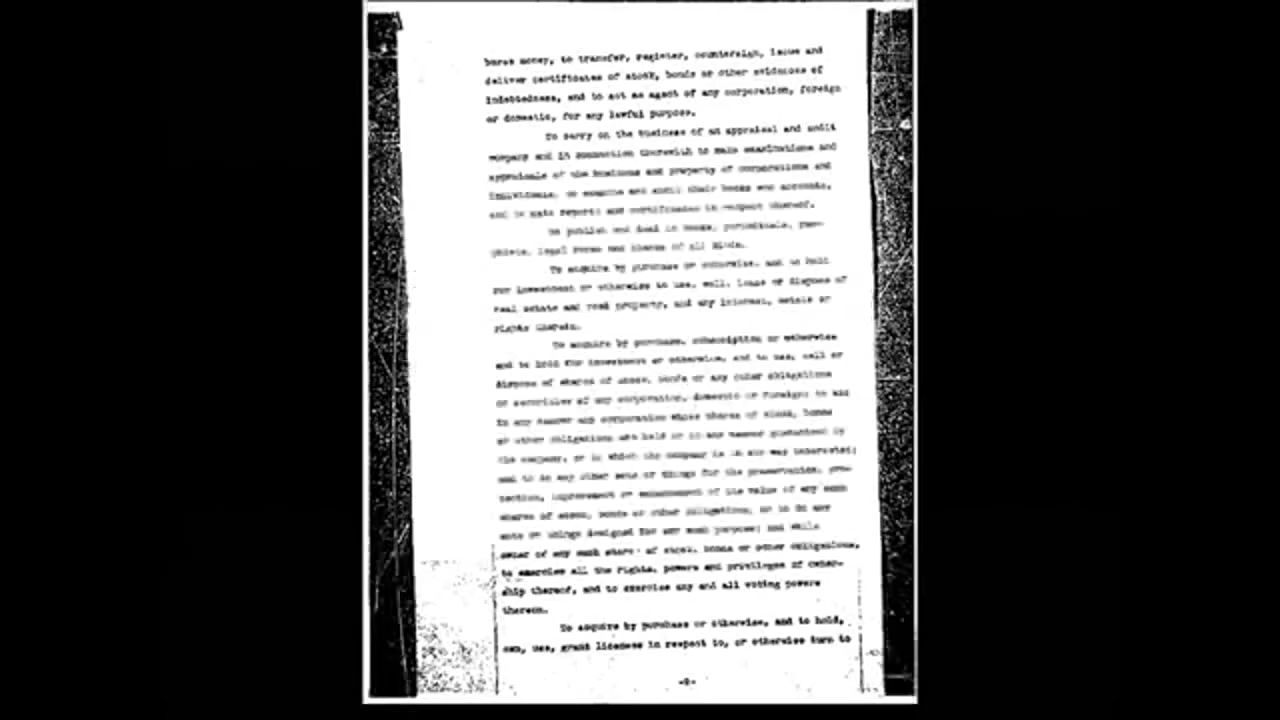 burse money, to transfer, register, countersign, issue and
deliver certificates of stock, bonds or other evidences of
indebtedness, and to act as agent of any corporation, foreign
or domestic, for any lawful purpose.
To carry on the business of an appraisal and audit
company and in connection therewith to make examinations and
appraisals of the business and property of corporations and
individuals, to examine and audit their books and accounts,
and to make reports and certificates in respect thereof.
To publish and deal in books, periodicals, pam-
phlets, legal forms and blanks of all kinds.
To acquire by purchase or otherwise, and to hold
for investment or otherwise to use, sell, lease or dispose of
real estate and real property, and any interest, estate or
rights therein.
To acquire by purchase, subscription or otherwise
and to hold for investment or otherwise, and to use, sell or
dispose of shares of stock, bonds or any other obligations
or securities of any corporation, domestic or foreign; to aid
in any manner any corporation whose shares of stock, bonds
or other obligations are held or in any manner guaranteed by
the company, or in which the company is in any way interested;
and to do any other acts or things for the preservation, pro-
tection, improvement or enhancement of the value of any such
shares of stock, bonds or other obligations, or to do any
acts or things designed for any such purpose; and while
owner of any such shares of stock, bonds or other obligations,
to exercise all the rights, powers and privileges of owner-
ship thereof, and to exercise any and all voting powers
thereon.
To acquire by purchase or otherwise, and to hold,
own, use, grant licenses in respect to, or otherwise turn to